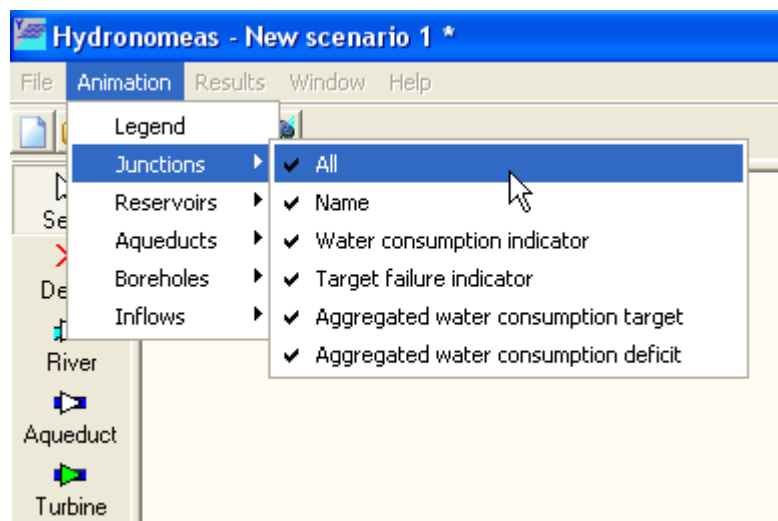 Hydronomeas - New scenario 1 *
File Animation Results Window Help
Legend
Junctions All
Reservoirs Name
Aqueducts Water consumption indicator
Boreholes Target failure indicator
Inflows Aggregated water consumption target
Aggregated water consumption deficit
River
Aqueduct
Turbine